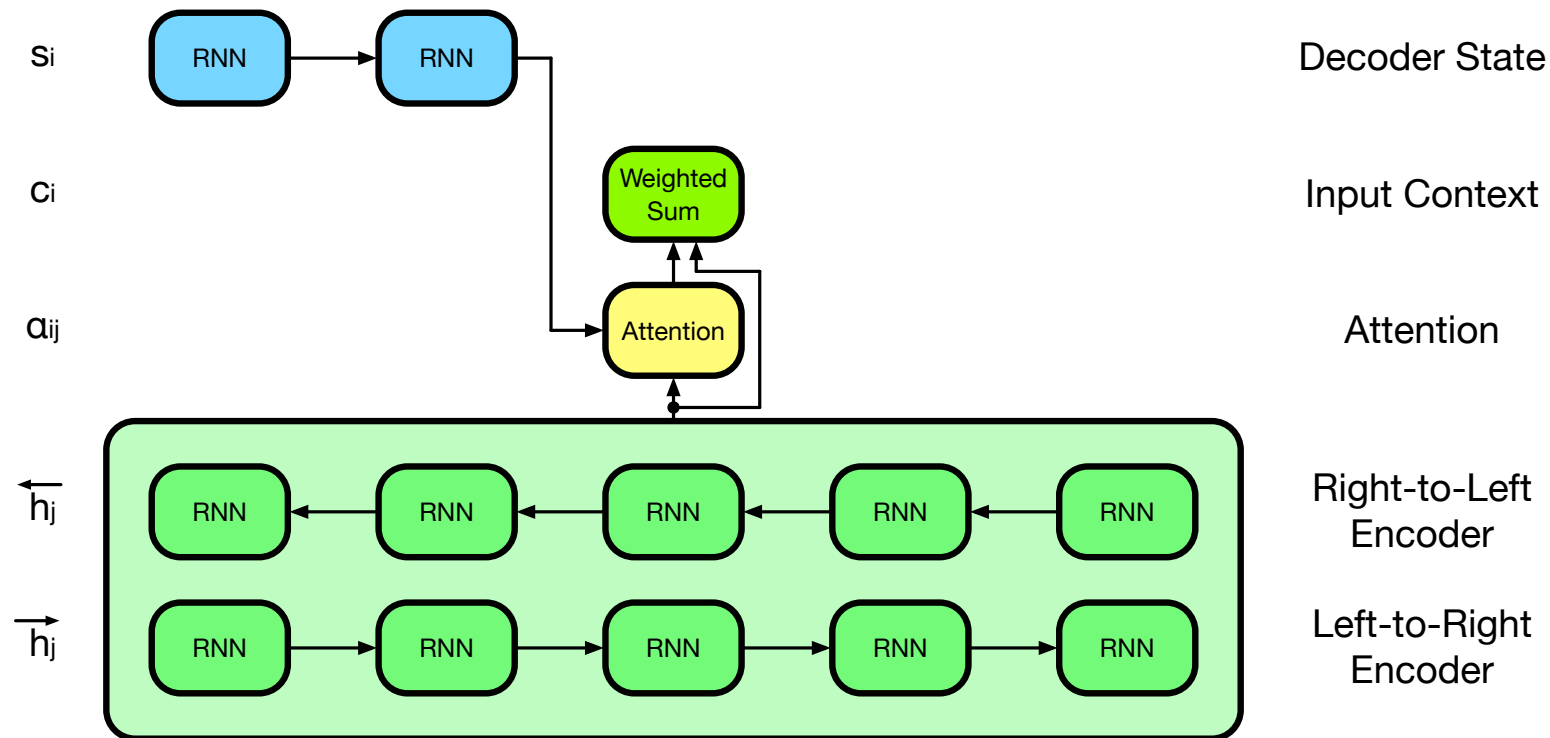 si RNN RNN Decoder State
ci Weighted Sum Input Context
αij Attention Attention
hj RNN RNN RNN RNN RNN Right-to-Left Encoder
hj RNN RNN RNN RNN RNN Left-to-Right Encoder